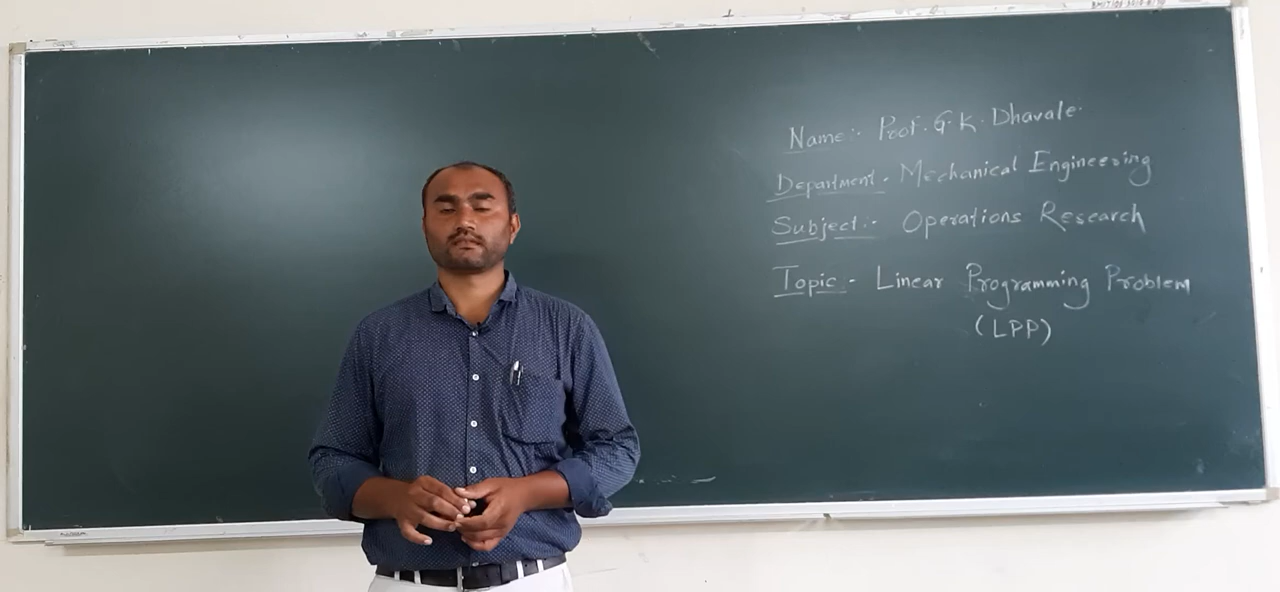 Name:- Prof. G. K. Dhavale.
Department:- Mechanical Engineering
Subject:- Operations Research
Topic:- Linear Programming Problem
(LPP)